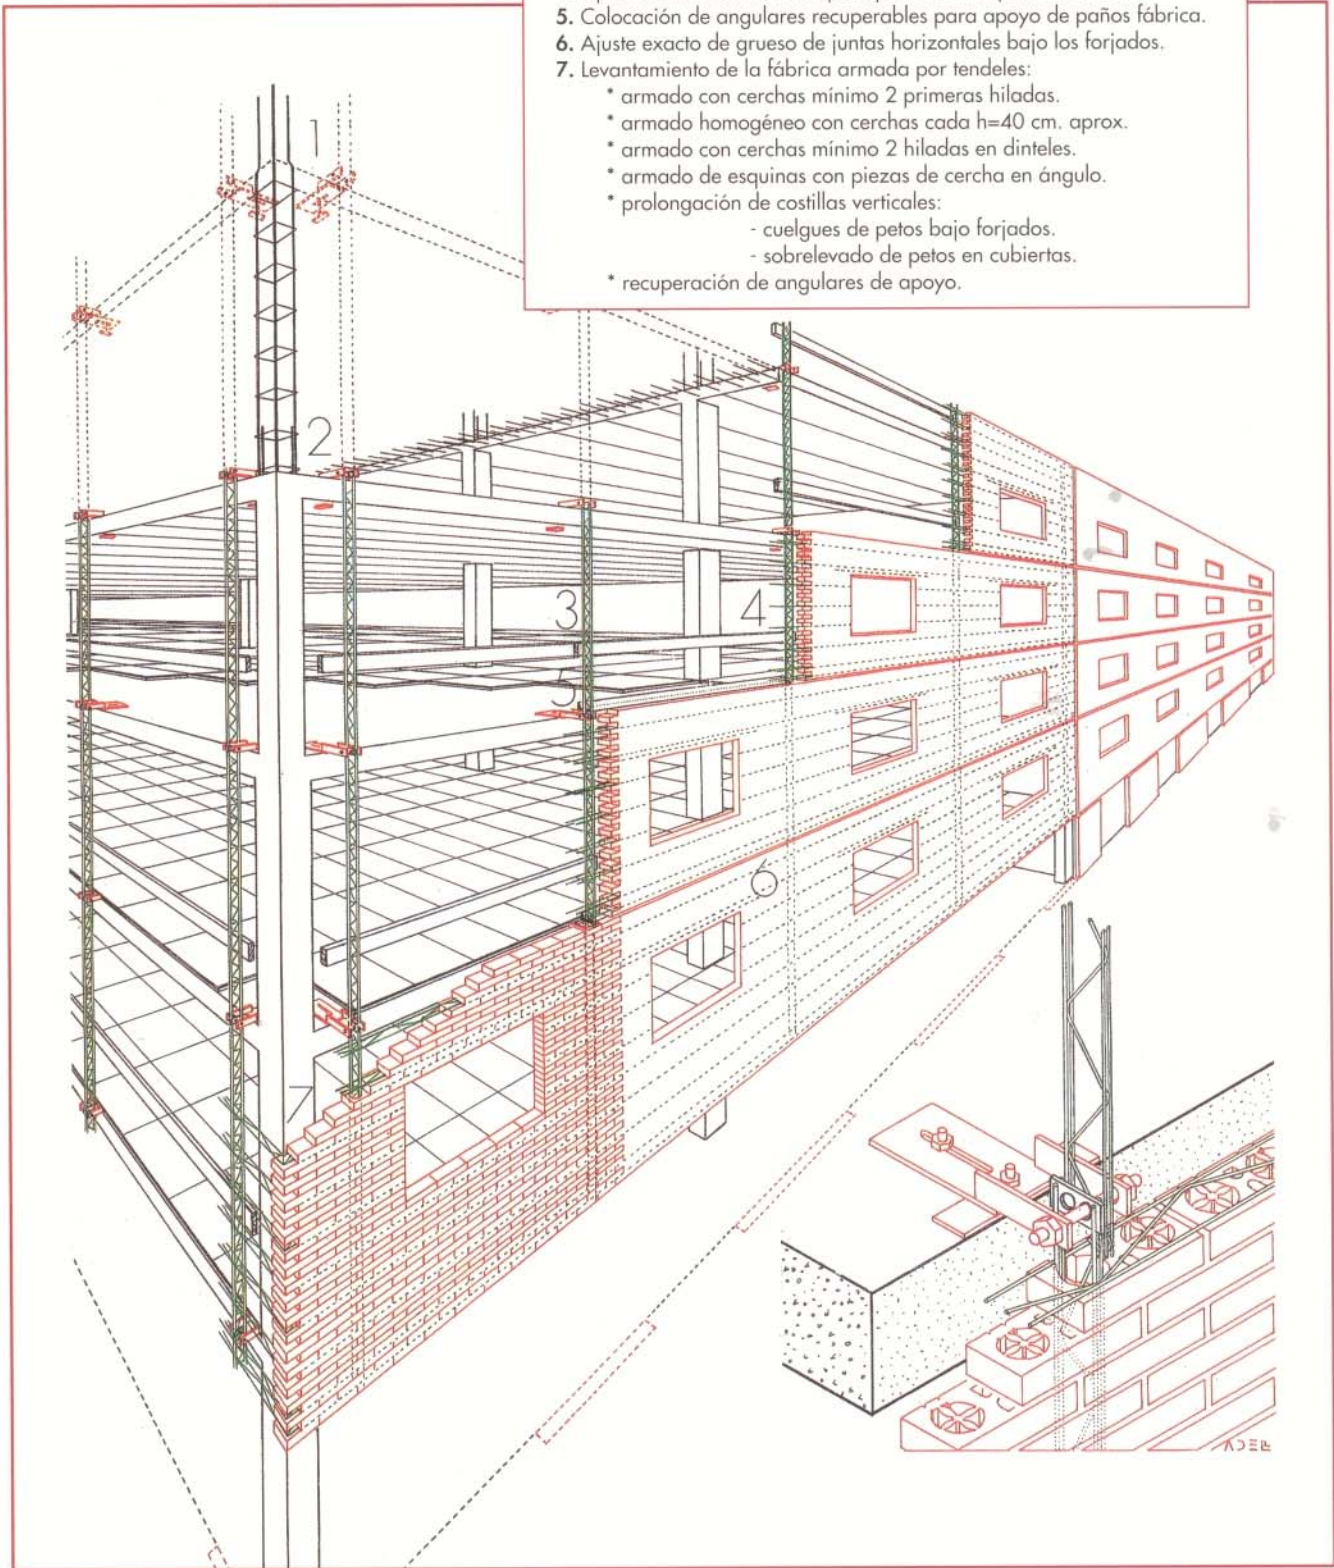 5. Colocación de angulares recuperables para apoyo de paños fábrica.
6. Ajuste exacto de grueso de juntas horizontales bajo los forjados.
7. Levantamiento de la fábrica armada por tendeles:
* armado con cerchas mínimo 2 primeras hiladas.
* armado homogéneo con cerchas cada h=40 cm. aprox.
* armado con cerchas mínimo 2 hiladas en dinteles.
* armado de esquinas con piezas de cercha en ángulo.
* prolongación de costillas verticales:
- cuelgues de petos bajo forjados.
- sobrelevado de petos en cubiertas.
* recuperación de angulares de apoyo.
1
2
3
4
5
6
7